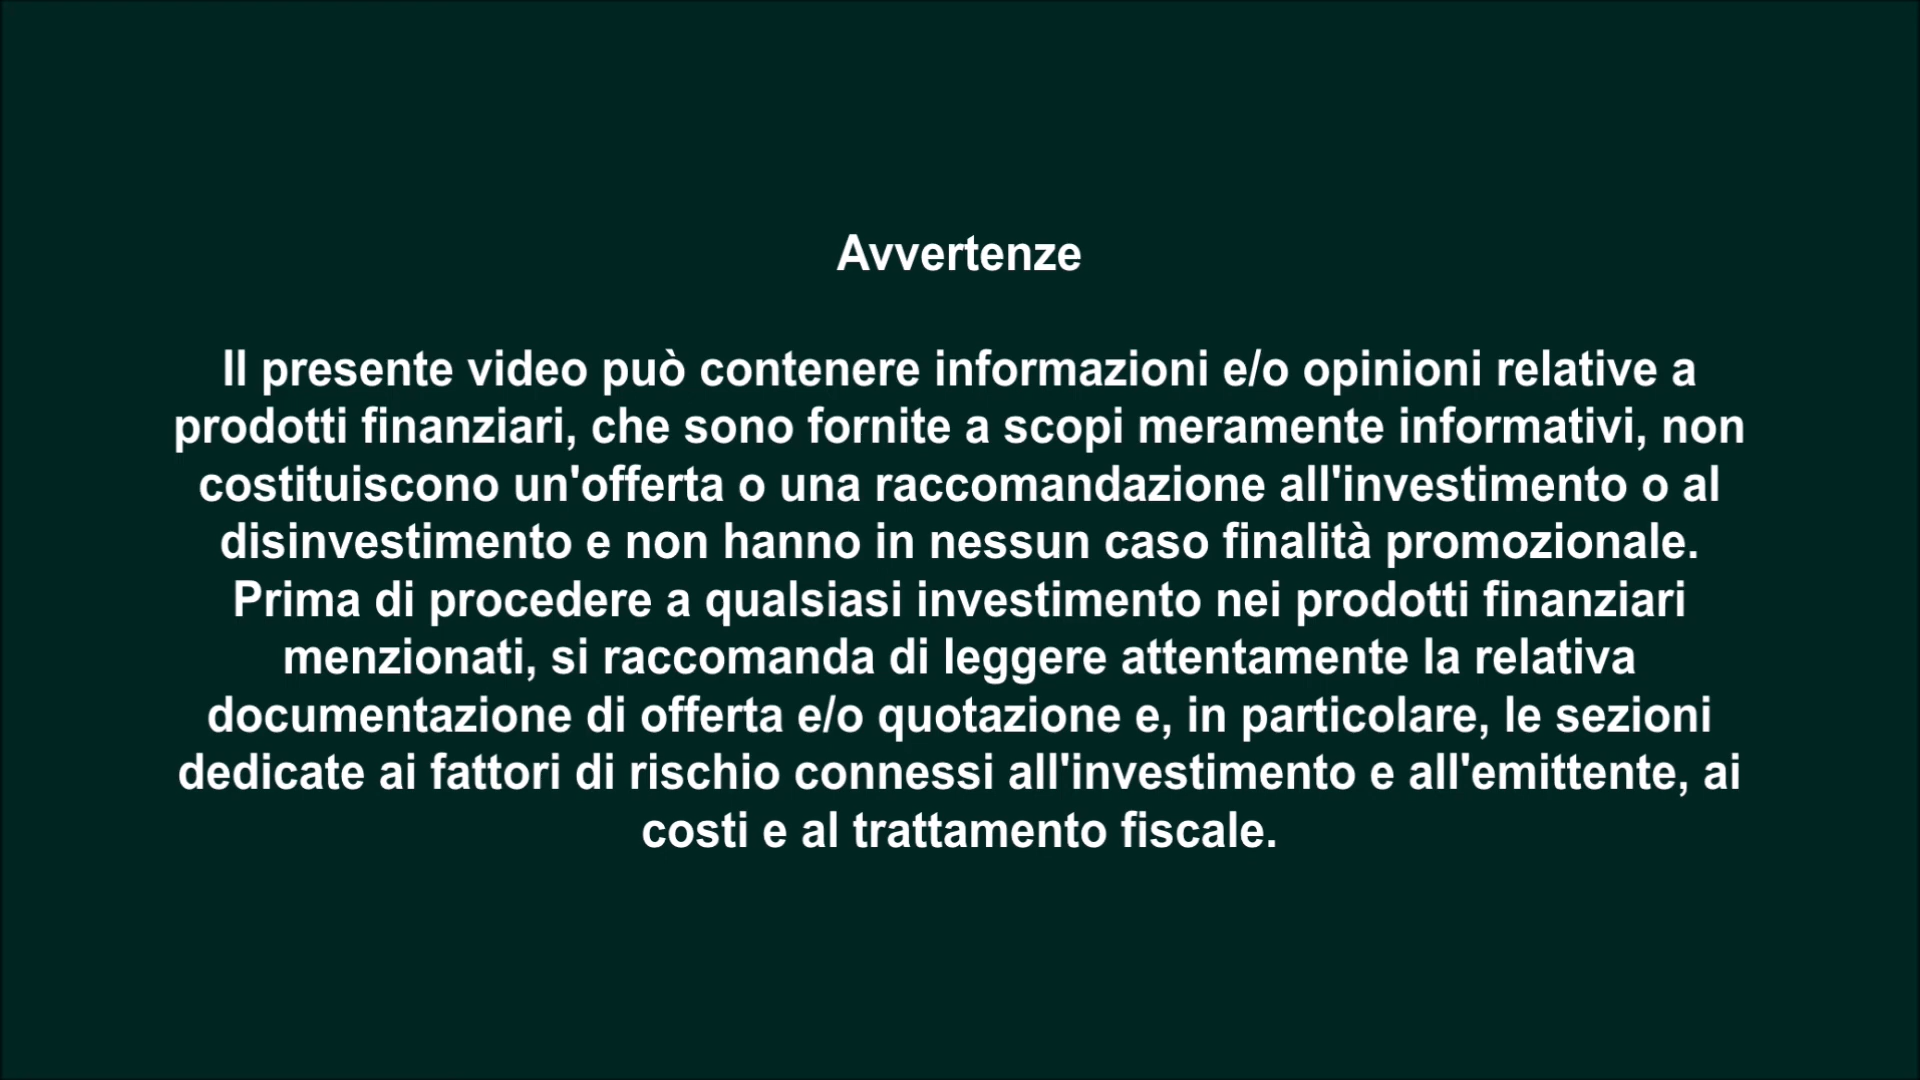 Avvertenze
Il presente video può contenere informazioni e/o opinioni relative a
prodotti finanziari, che sono fornite a scopi meramente informativi, non
costituiscono un'offerta o una raccomandazione all'investimento o al
disinvestimento e non hanno in nessun caso finalità promozionale.
Prima di procedere a qualsiasi investimento nei prodotti finanziari
menzionati, si raccomanda di leggere attentamente la relativa
documentazione di offerta e/o quotazione e, in particolare, le sezioni
dedicate ai fattori di rischio connessi all'investimento e all'emittente, ai
costi e al trattamento fiscale.